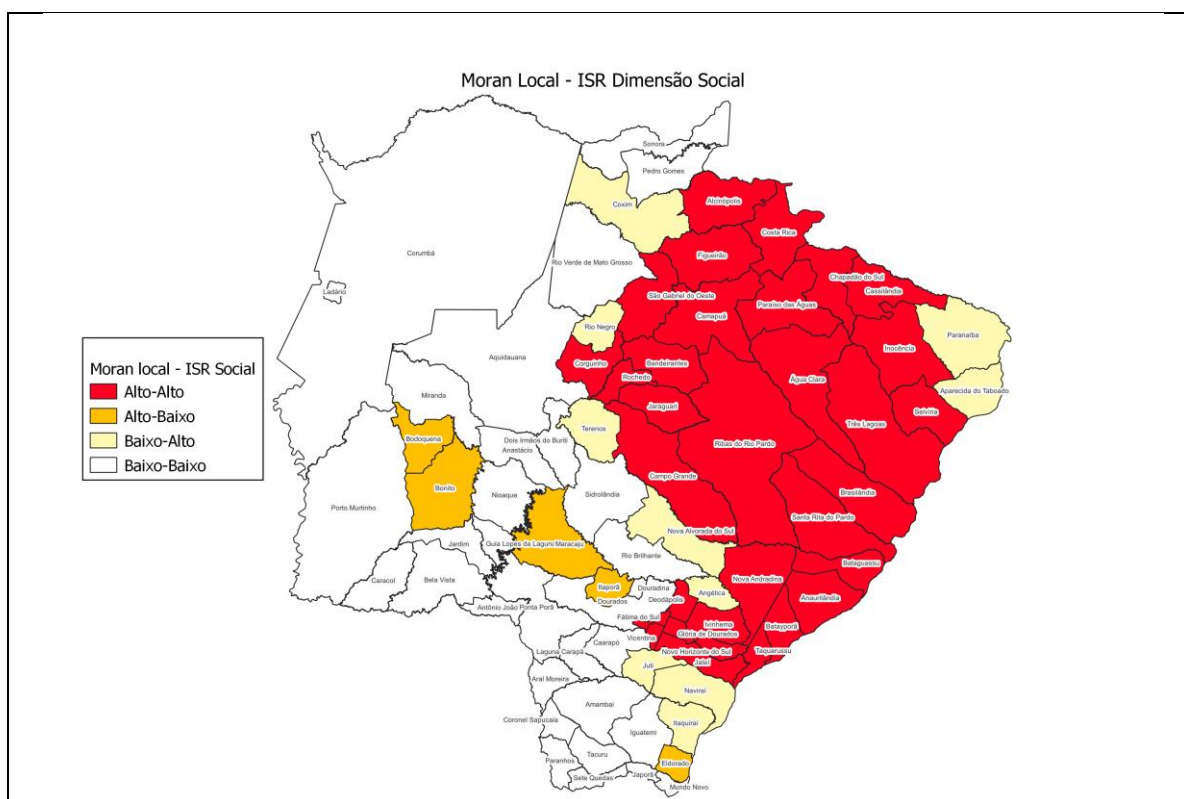 Moran Local - ISR Dimensão Social
Sonora
Pedro Gomes
Coxim
Alcinópolis
Costa Rica
Corumbá
Rio Verde de Mato Grosso
Figueirão
Chapadão do Sul
Cassilândia
Ladário
São Gabriel do Oeste
Paraíso das Águas
Camapuã
Rio Negro
Paranaíba
Inocência
Aquidauana
Corguinho
Bandeirantes
Água Clara
Rochedo
Aparecida do Taboado
Selvíria
Miranda
Jaraguari
Três Lagoas
Terenos
Dois Irmãos do Buriti
Anastácio
Ribas do Rio Pardo
Bodoquena
Campo Grande
Bonito
Nioaque
Sidrolândia
Brasilândia
Porto Murtinho
Santa Rita do Pardo
Nova Alvorada do Sul
Jardim
Guia Lopes da Laguna
Maracaju
Rio Brilhante
Bataguassu
Caracol
Bela Vista
Nova Andradina
Itaporã
Douradina
Angélica
Anaurilândia
Dourados
Deodápolis
Antônio João
Ponta Porã
Fátima do Sul
Ivinhema
Batayporã
Glória de Dourados
Vicentina
Caarapó
Laguna Carapã
Novo Horizonte do Sul
Taquarussu
Jateí
Juti
Aral Moreira
Naviraí
Amambai
Coronel Sapucaia
Itaquiraí
Iguatemi
Tacuru
Paranhos
Eldorado
Sete Quedas
Japorã
Mundo Novo
Moran local - ISR Social
Alto-Alto
Alto-Baixo
Baixo-Alto
Baixo-Baixo